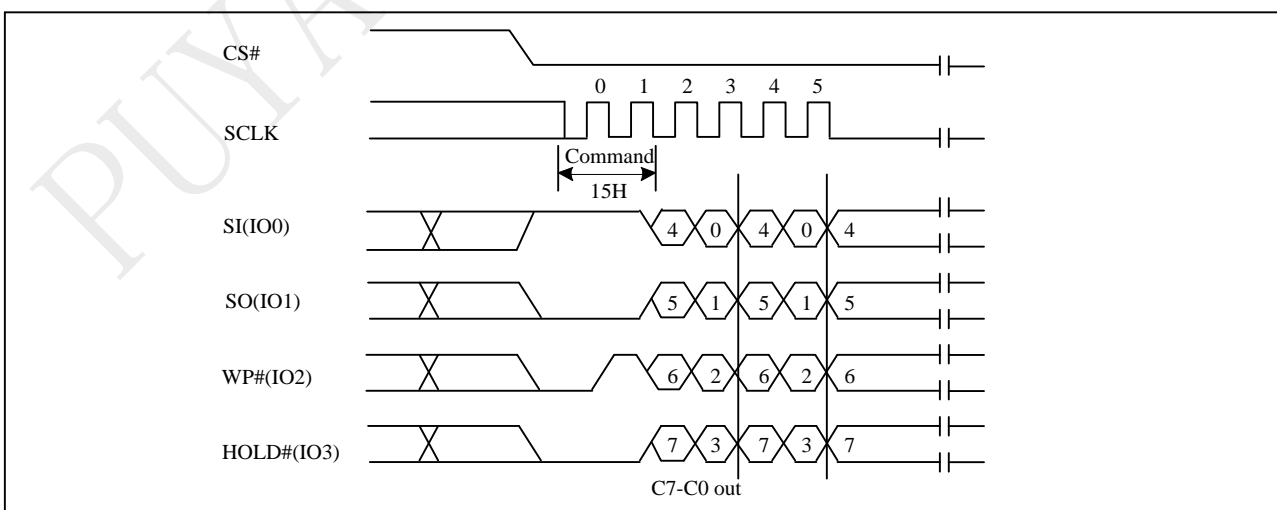 PUYA
CS#
0 1 2 3 4 5
SCLK
Command
15H
SI(IO0) 4 0 4 0 4
SO(IO1) 5 1 5 1 5
WP#(IO2) 6 2 6 2 6
HOLD#(IO3) 7 3 7 3 7
C7-C0 out